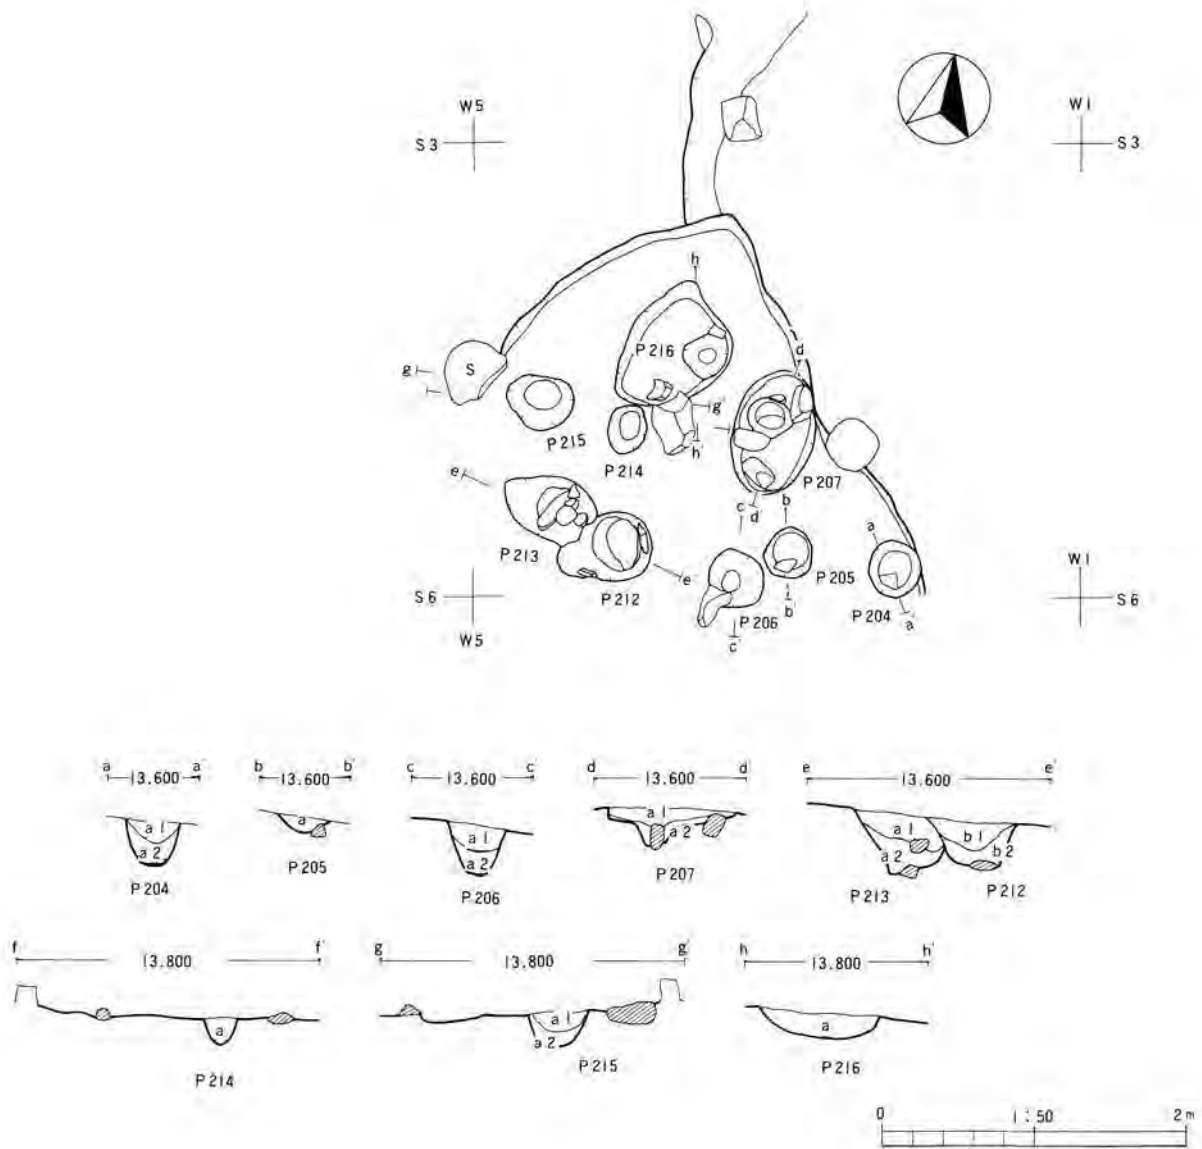 W5
W1
S3
S3
h
P216
d
g
S
g'
P215
h'
P214
P207
e
c
d'
b
a
P213
e'
P205
W1
S6
P212
b'
P204
S6
W5
P206
a'
c'
a 13.600 a'
b 13.600 b'
c 13.600 c'
d 13.600 d'
e 13.600 e'
a1
a2
P204
a
P205
a1
a2
P206
a1
a2
P207
a1
a2
b1
b2
P213
P212
f 13.800 f'
g 13.800 g'
h 13.800 h'
a
P214
a1
a2
P215
a
P216
0 1:50 2m